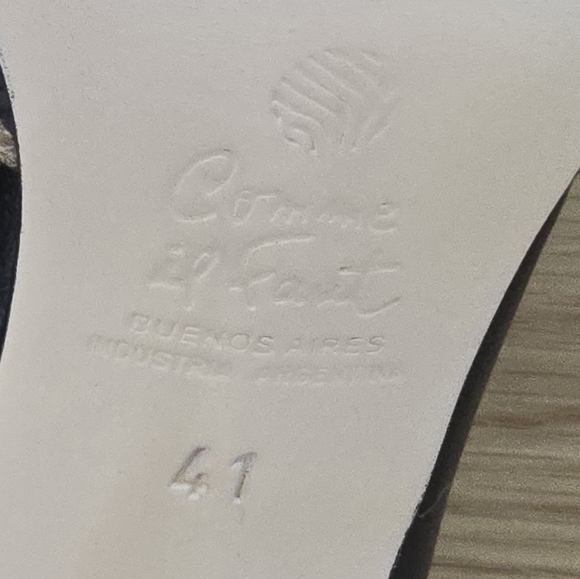 Comme
il Faut
BUENOS AIRES
INDUSTRIA ARGENTINA
41